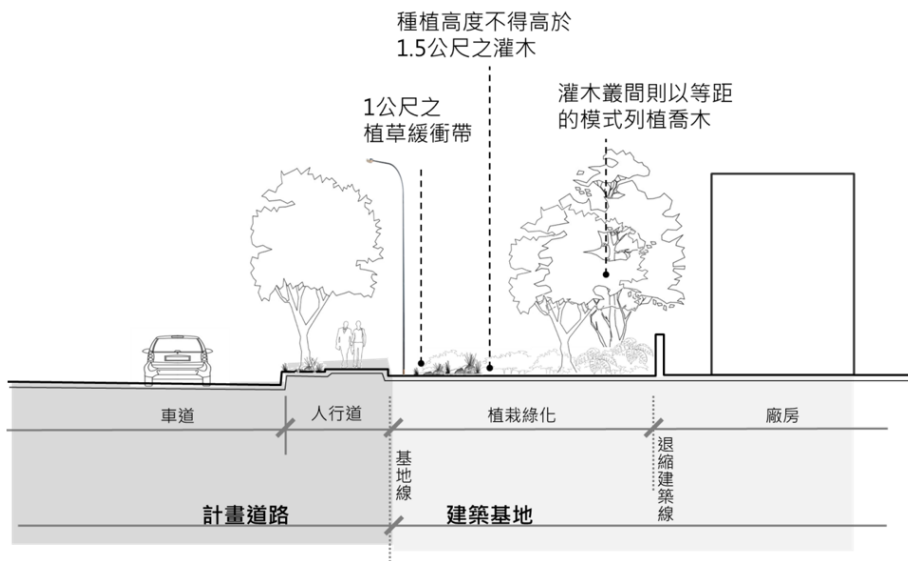 種植高度不得高於
1.5公尺之灌木
1公尺之
植草緩衝帶
灌木叢間則以等距
的模式列植喬木
車道
人行道
植栽綠化
廠房
基地線
退縮建築線
計畫道路
建築基地